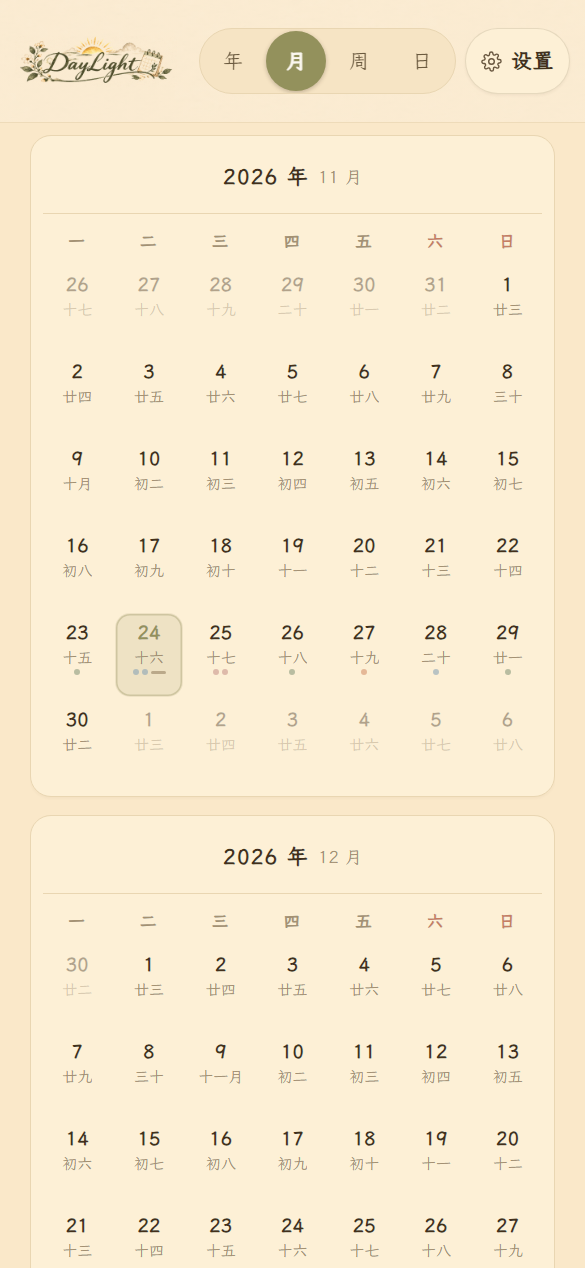 DayLight
年 月 周 日 设置
2026 年 11 月
一 二 三 四 五 六 日
26 27 28 29 30 31 1
十七 十八 十九 二十 廿一 廿二 廿三
2 3 4 5 6 7 8
廿四 廿五 廿六 廿七 廿八 廿九 三十
9 10 11 12 13 14 15
十月 初二 初三 初四 初五 初六 初七
16 17 18 19 20 21 22
初八 初九 初十 十一 十二 十三 十四
23 24 25 26 27 28 29
十五 十六 十七 十八 十九 二十 廿一
30 1 2 3 4 5 6
廿二 廿三 廿四 廿五 廿六 廿七 廿八
2026 年 12 月
一 二 三 四 五 六 日
30 1 2 3 4 5 6
廿二 廿三 廿四 廿五 廿六 廿七 廿八
7 8 9 10 11 12 13
廿九 三十 十一月 初二 初三 初四 初五
14 15 16 17 18 19 20
初六 初七 初八 初九 初十 十一 十二
21 22 23 24 25 26 27
十三 十四 十五 十六 十七 十八 十九